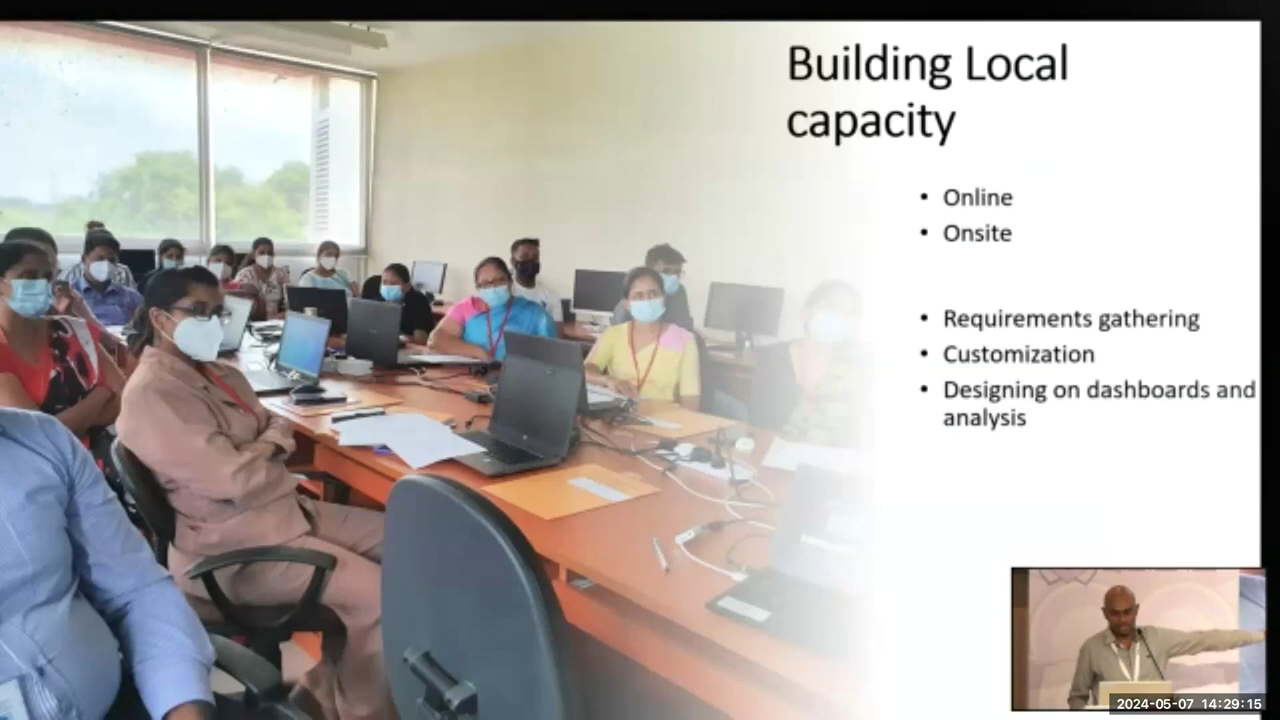 Building Local
capacity
• Online
• Onsite
• Requirements gathering
• Customization
• Designing on dashboards and
analysis
2024-05-07 14:29:15